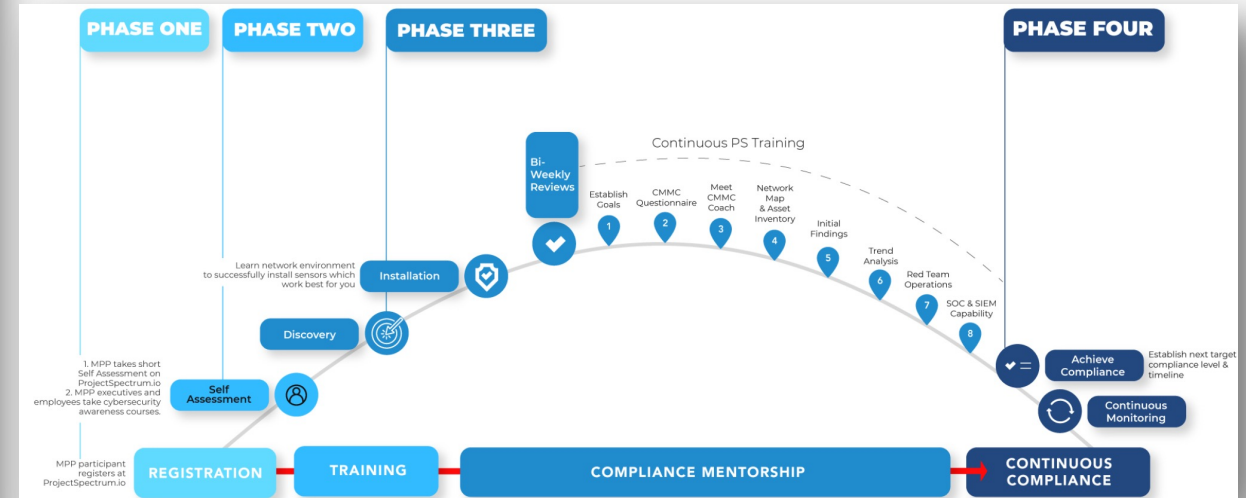 PHASE ONE
PHASE TWO
PHASE THREE
PHASE FOUR
Continuous PS Training
Bi-
Weekly
Reviews
Establish
Goals
CMMC
Questionnaire
Meet
CMMC
Coach
Network
Map
& Asset
Inventory
Initial
Findings
Trend
Analysis
Red Team
Operations
SOC & SIEM
Capability
1
2
3
4
5
6
7
8
Learn network environment
to successfully install sensors which
work best for you
Installation
Discovery
1. MPP takes short
Self Assessment on
ProjectSpectrum.io
2. MPP executives and
employees take cybersecurity
awareness courses.
Self
Assessment
Achieve
Compliance
Establish next target
compliance level &
timeline
Continuous
Monitoring
MPP participant
registers at
ProjectSpectrum.io
REGISTRATION
TRAINING
COMPLIANCE MENTORSHIP
CONTINUOUS
COMPLIANCE